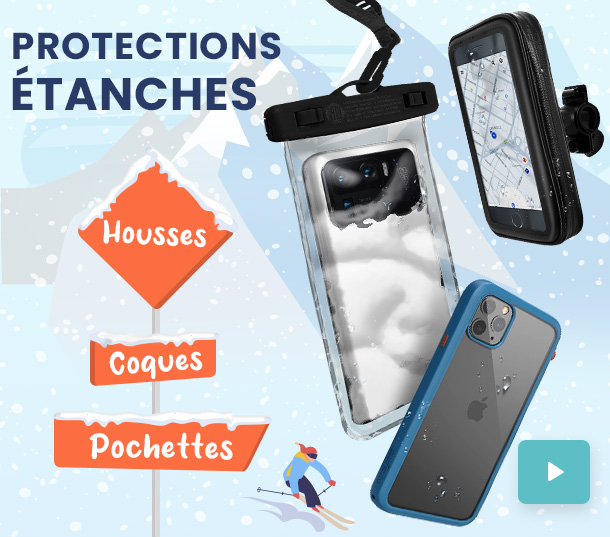 PROTECTIONS
ÉTANCHES
Housses
Coques
Pochettes